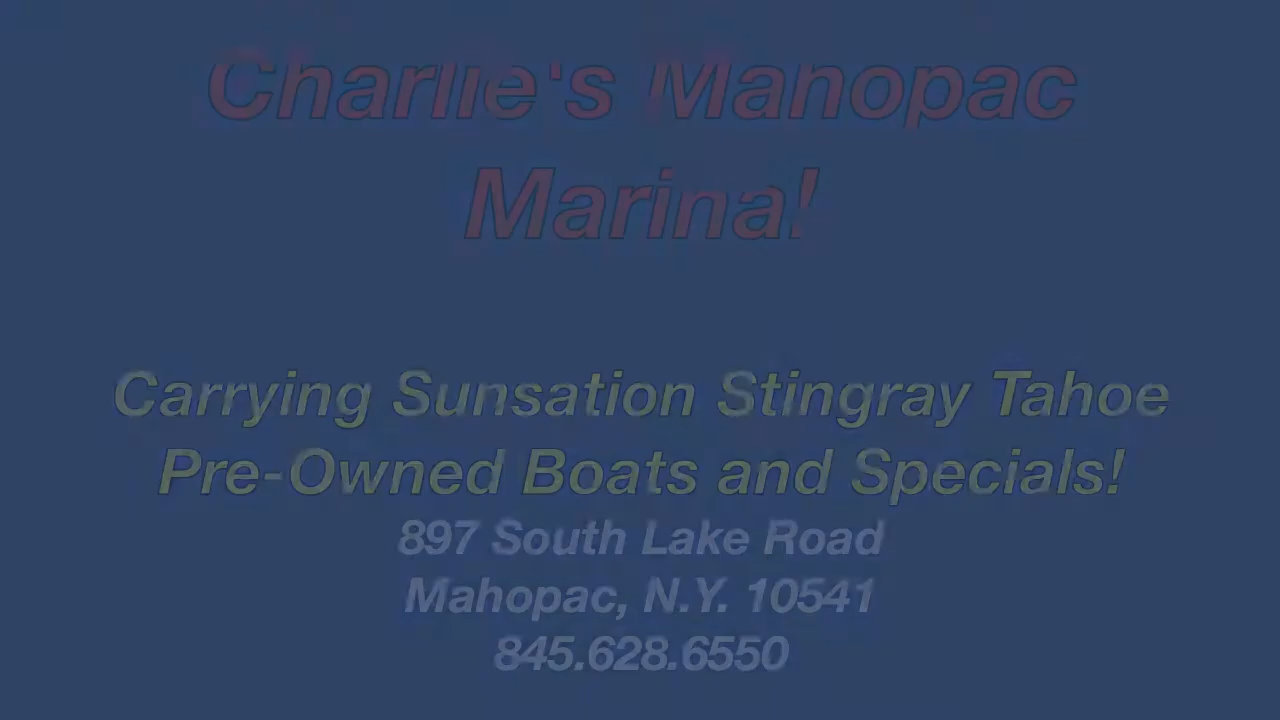 Charlie's Mahopac
Marina!
Carrying Sunsation Stingray Tahoe
Pre-Owned Boats and Specials!
897 South Lake Road
Mahopac, N.Y. 10541
845.628.6550